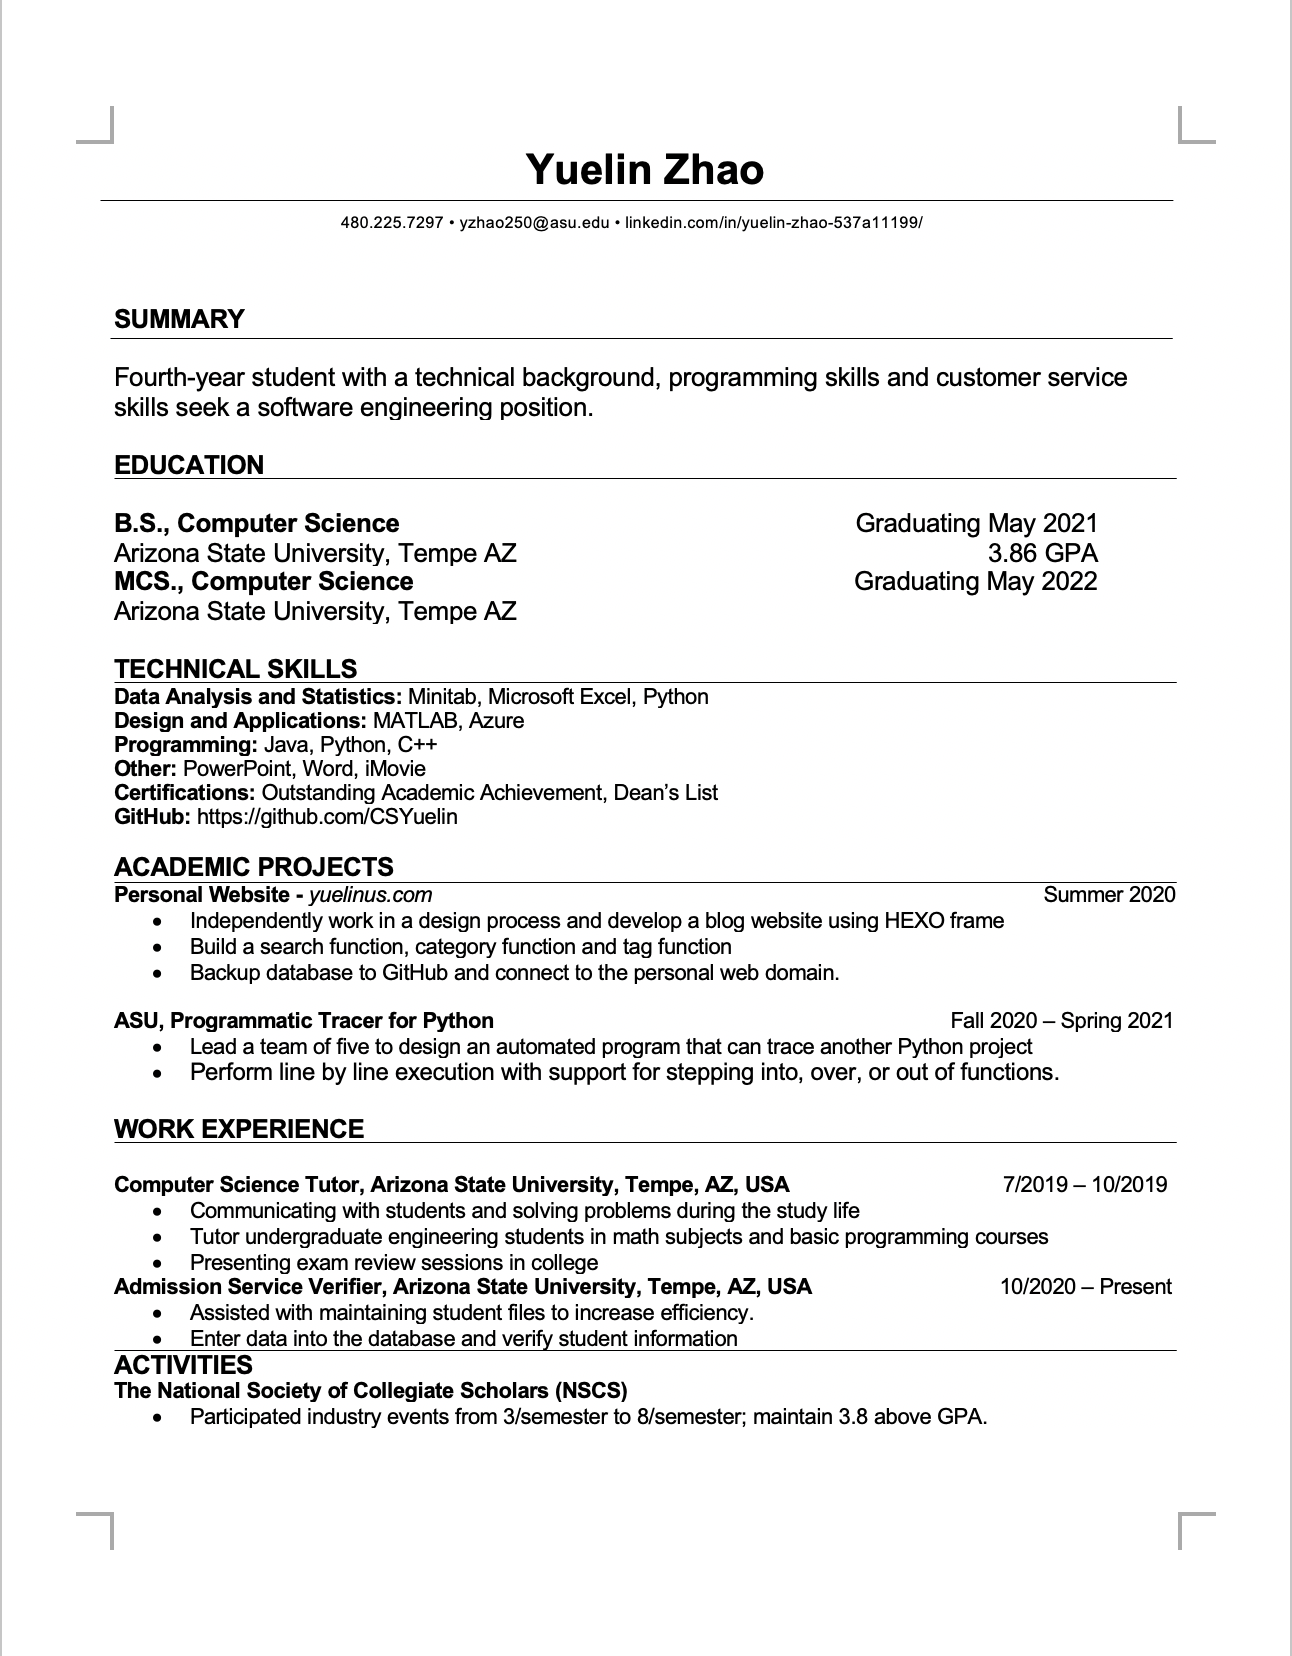 Yuelin Zhao
480.225.7297 • yzhao250@asu.edu • linkedin.com/in/yuelin-zhao-537a11199/
SUMMARY
Fourth-year student with a technical background, programming skills and customer service
skills seek a software engineering position.
EDUCATION
B.S., Computer Science Graduating May 2021
Arizona State University, Tempe AZ 3.86 GPA
MCS., Computer Science Graduating May 2022
Arizona State University, Tempe AZ
TECHNICAL SKILLS
Data Analysis and Statistics: Minitab, Microsoft Excel, Python
Design and Applications: MATLAB, Azure
Programming: Java, Python, C++
Other: PowerPoint, Word, iMovie
Certifications: Outstanding Academic Achievement, Dean’s List
GitHub: https://github.com/CSYuelin
ACADEMIC PROJECTS
Personal Website - yuelinus.com Summer 2020
• Independently work in a design process and develop a blog website using HEXO frame
• Build a search function, category function and tag function
• Backup database to GitHub and connect to the personal web domain.
ASU, Programmatic Tracer for Python Fall 2020 – Spring 2021
• Lead a team of five to design an automated program that can trace another Python project
• Perform line by line execution with support for stepping into, over, or out of functions.
WORK EXPERIENCE
Computer Science Tutor, Arizona State University, Tempe, AZ, USA 7/2019 – 10/2019
• Communicating with students and solving problems during the study life
• Tutor undergraduate engineering students in math subjects and basic programming courses
• Presenting exam review sessions in college
Admission Service Verifier, Arizona State University, Tempe, AZ, USA 10/2020 – Present
• Assisted with maintaining student files to increase efficiency.
• Enter data into the database and verify student information
ACTIVITIES
The National Society of Collegiate Scholars (NSCS)
• Participated industry events from 3/semester to 8/semester; maintain 3.8 above GPA.